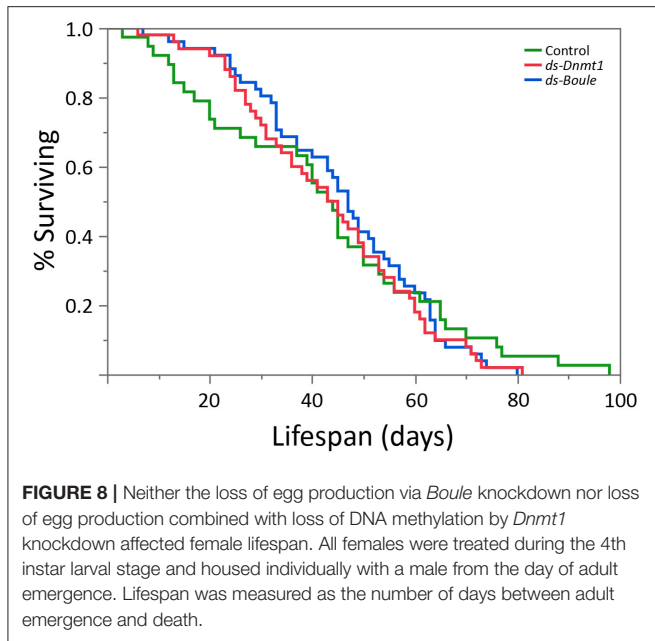 1.0
0.8
0.6
0.4
0.2
% Surviving
Control
ds-Dnmt1
ds-Boule
20 40 60 80 100
Lifespan (days)
FIGURE 8 | Neither the loss of egg production via Boule knockdown nor loss
of egg production combined with loss of DNA methylation by Dnmt1
knockdown affected female lifespan. All females were treated during the 4th
instar larval stage and housed individually with a male from the day of adult
emergence. Lifespan was measured as the number of days between adult
emergence and death.